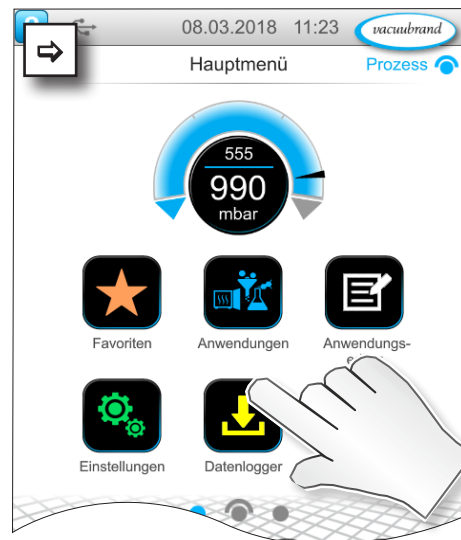 08.03.2018 11:23 vacuubrand
Hauptmenü Prozess
555
990
mbar
Favoriten Anwendungen Anwendungs-
Einstellungen Datenlogger